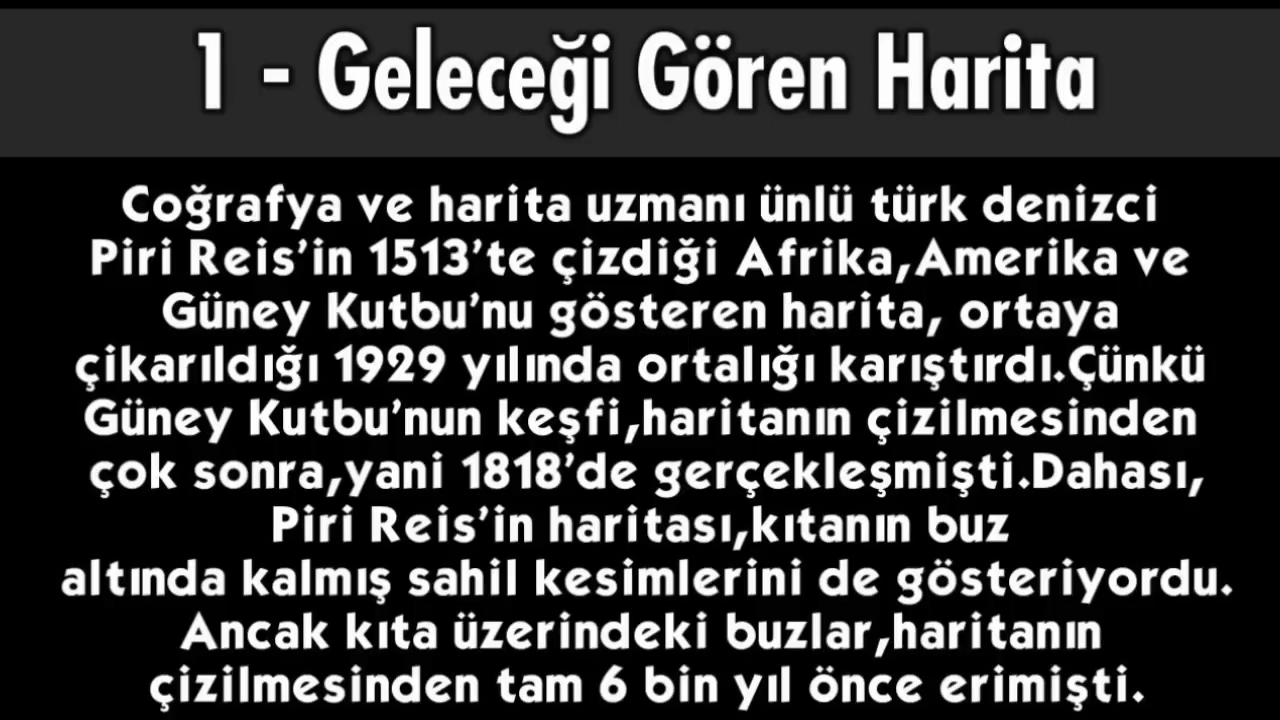 1 - Geleceği Gören Harita
Coğrafya ve harita uzmanı ünlü türk denizci
Piri Reis'in 1513'te çizdiği Afrika,Amerika ve
Güney Kutbu'nu gösteren harita, ortaya
çikarıldığı 1929 yılında ortalığı karıştırdı.Çünkü
Güney Kutbu'nun keşfi,haritanın çizilmesinden
çok sonra,yani 1818'de gerçekleşmişti.Dahası,
Piri Reis'in haritası,kıtanın buz
altında kalmış sahil kesimlerini de gösteriyordu.
Ancak kıta üzerindeki buzlar,haritanın
çizilmesinden tam 6 bin yıl önce erimişti.